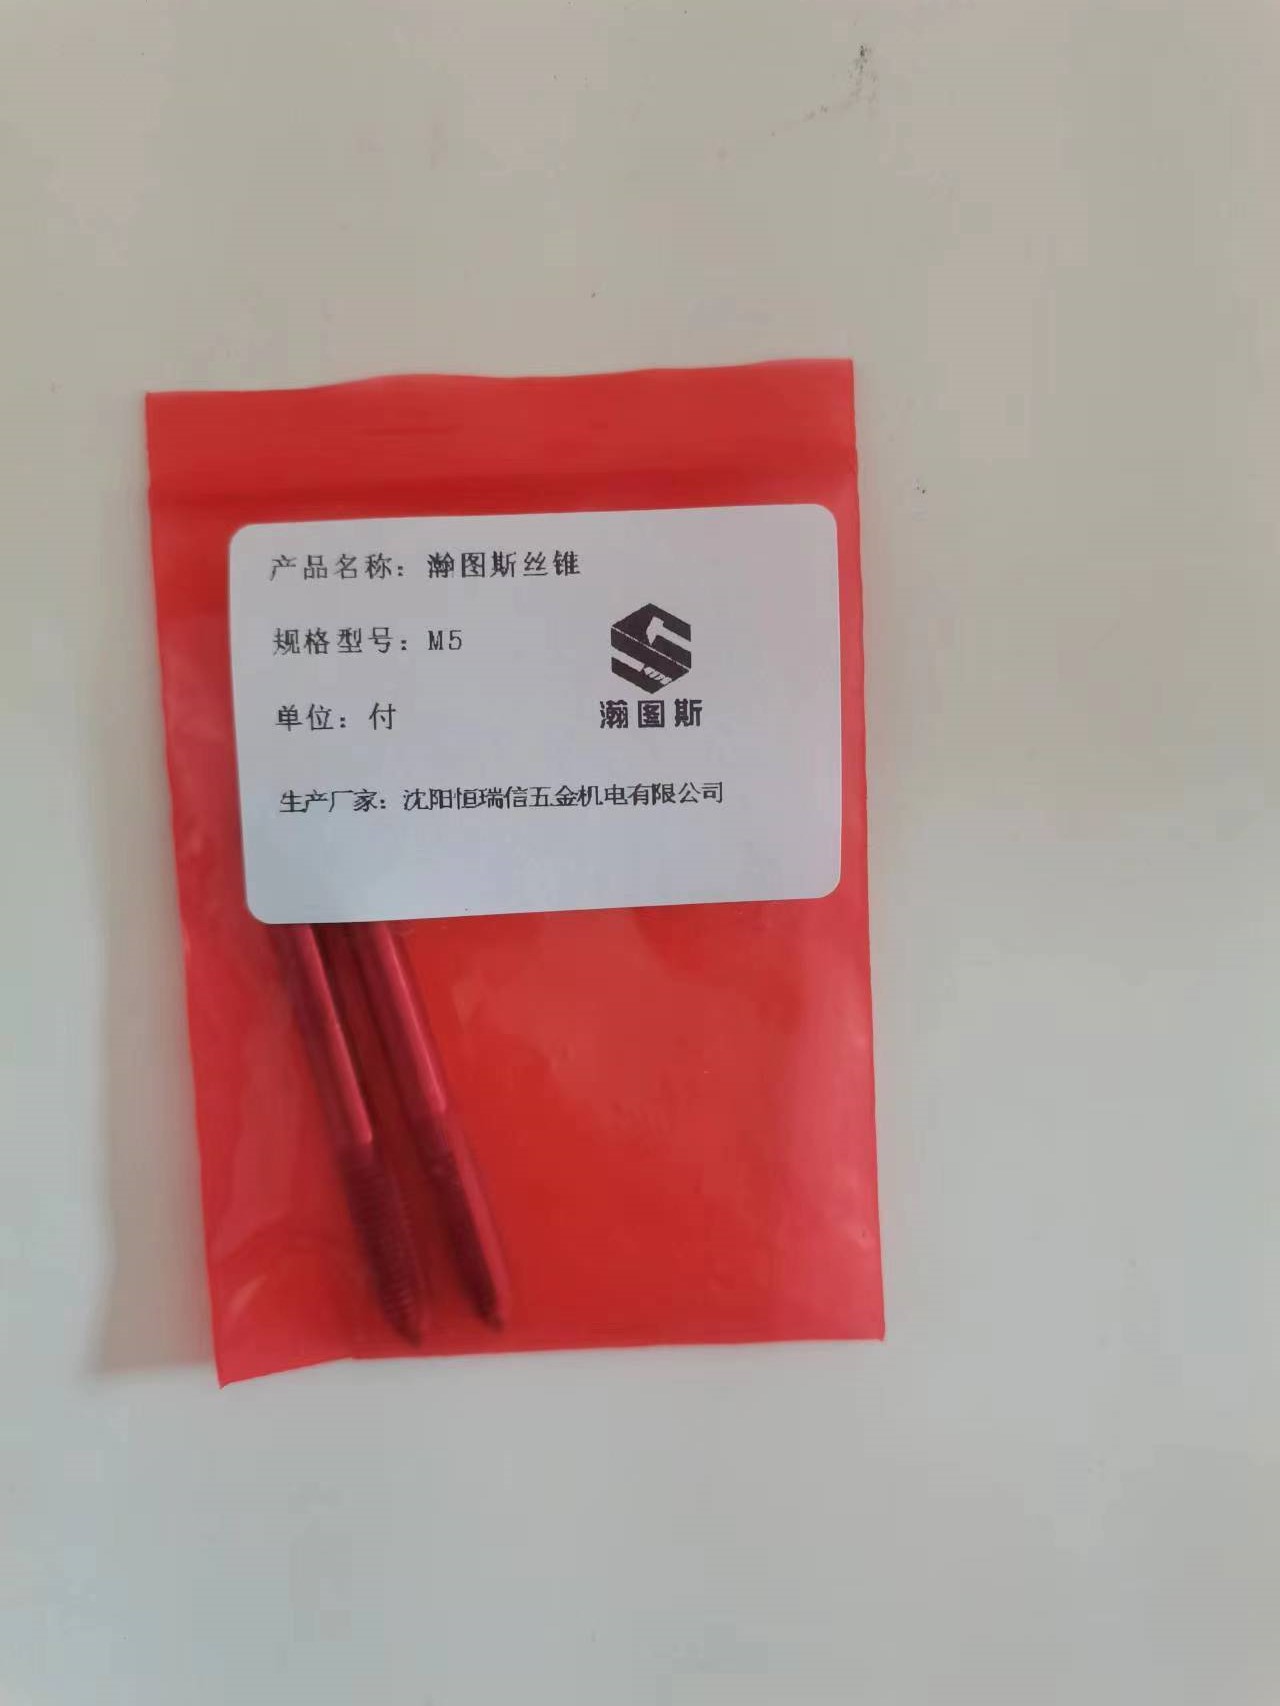 产品名称：瀚图斯丝锥
规格型号：M5
单位：付
瀚图斯
生产厂家：沈阳恒瑞信五金机电有限公司